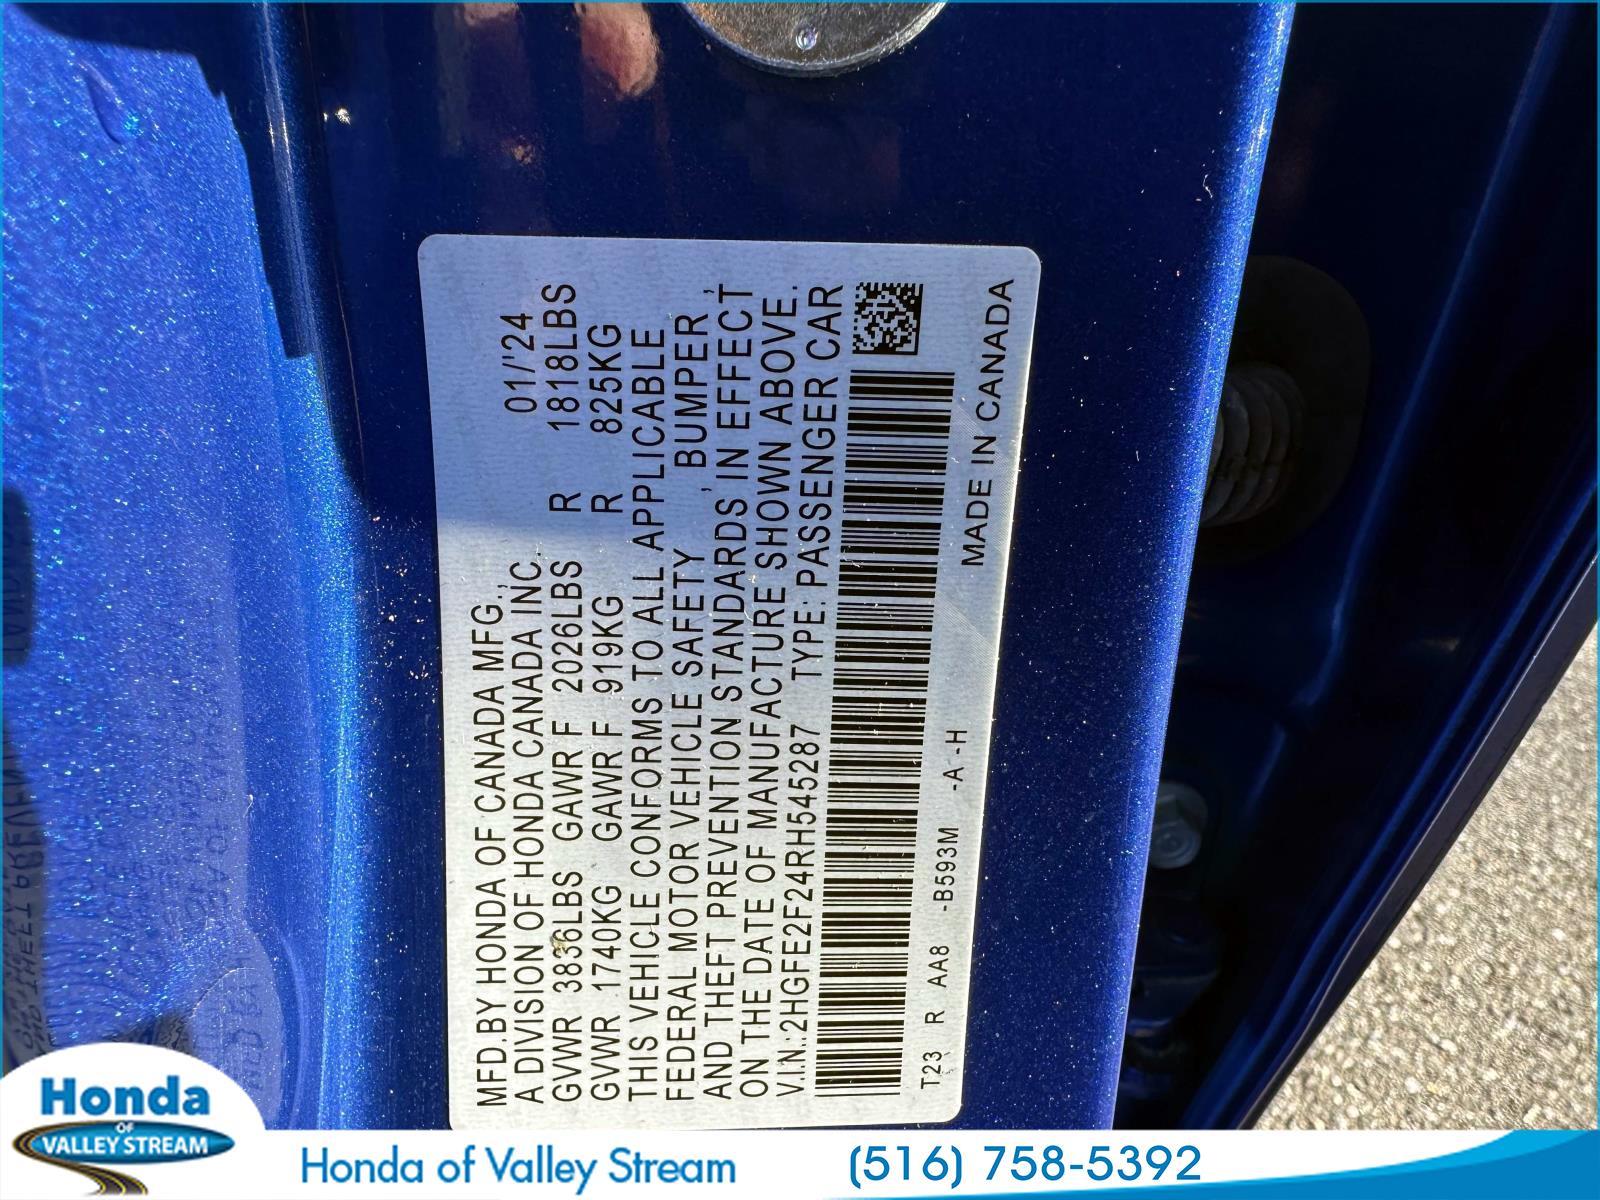 MFD.BY HONDA OF CANADA MFG.,
A DIVISION OF HONDA CANADA INC. 01/'24
GVWR 3836LBS GAWR F 2026LBS R 1818LBS
GVWR 1740KG GAWR F 919KG R 825KG
THIS VEHICLE CONFORMS TO ALL APPLICABLE
FEDERAL MOTOR VEHICLE SAFETY , BUMPER ,
AND THEFT PREVENTION STANDARDS IN EFFECT
ON THE DATE OF MANUFACTURE SHOWN ABOVE.
V.I.N.:2HGFE2F24RH545287 TYPE: PASSENGER CAR
T23 R AA8 -B593M -A -H
MADE IN CANADA
Honda
OF
VALLEY STREAM
Honda of Valley Stream (516) 758-5392